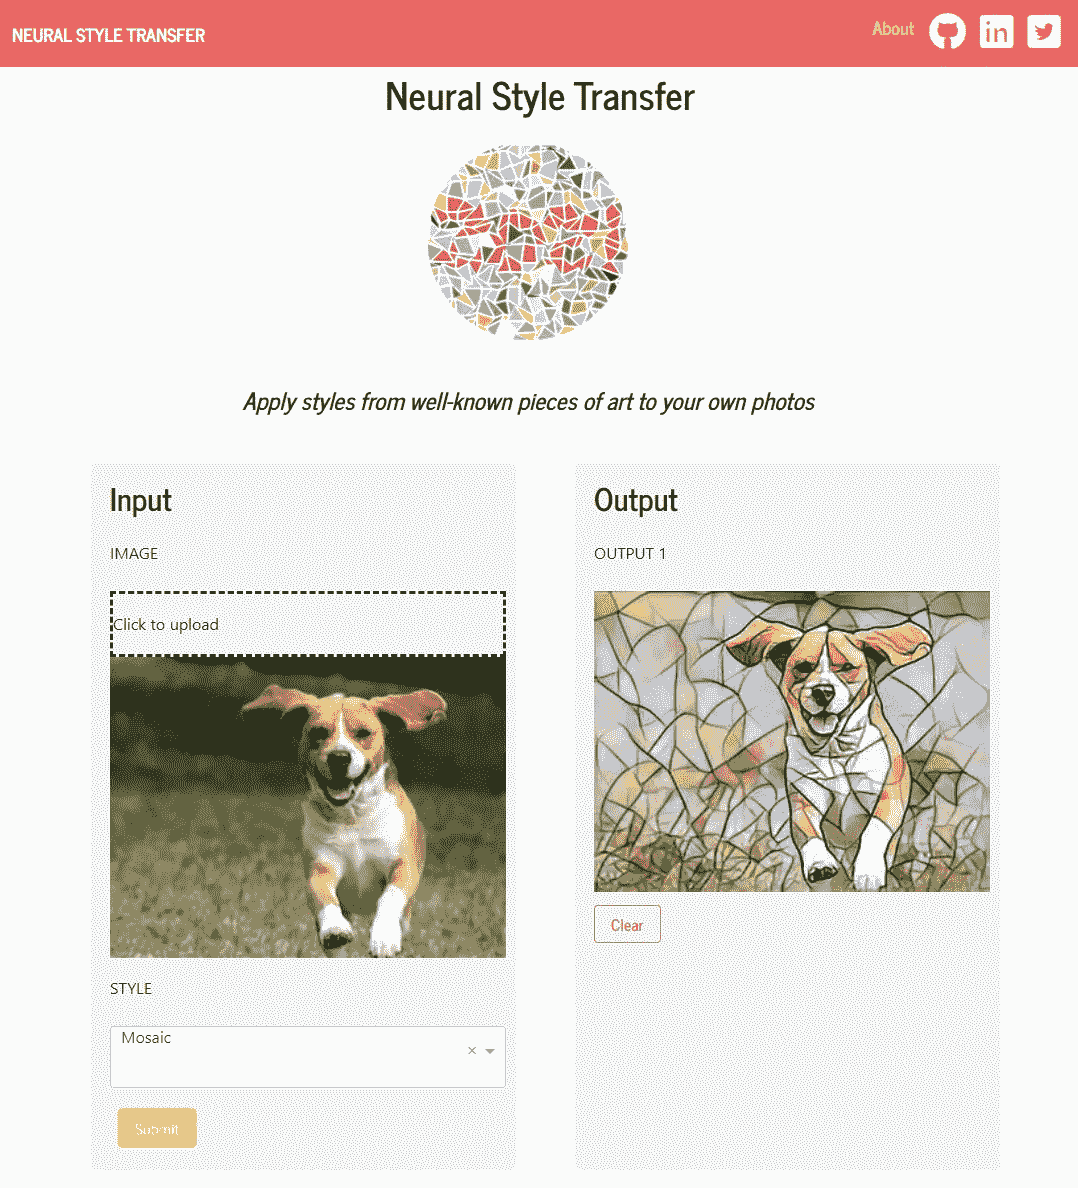 NEURAL STYLE TRANSFER
About
Neural Style Transfer
Apply styles from well-known pieces of art to your own photos
Input
IMAGE
Click to upload
STYLE
Mosaic
Submit
Output
OUTPUT 1
Clear